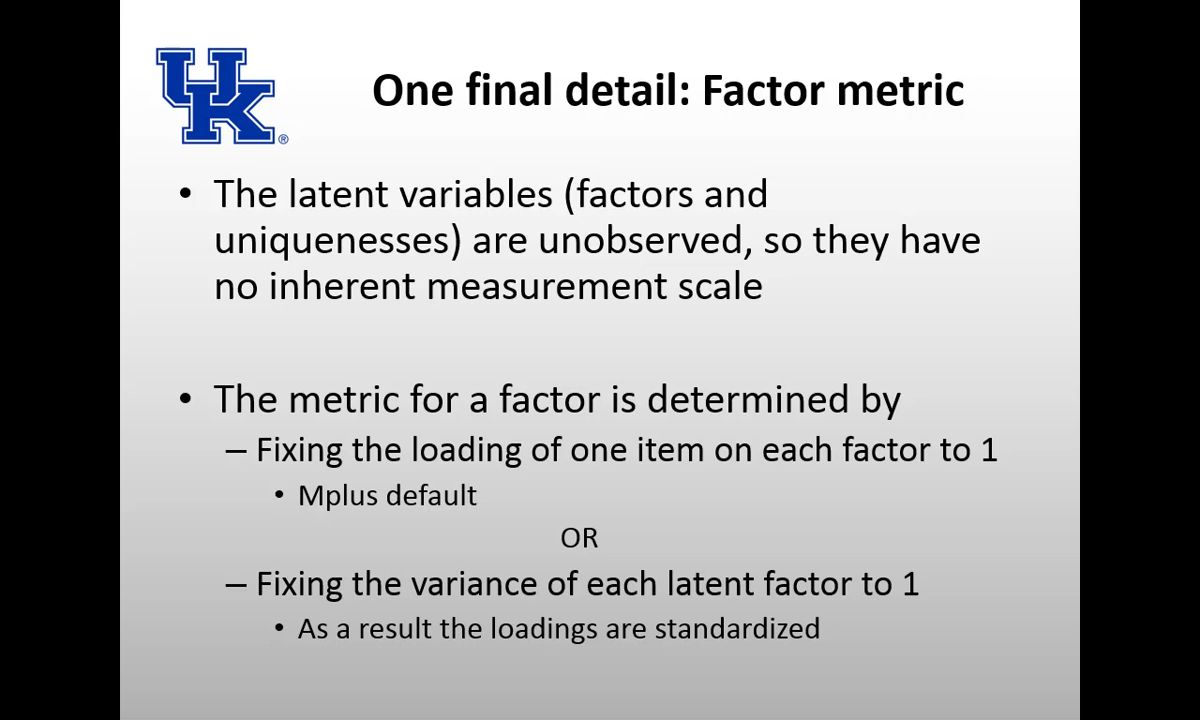 UK®
One final detail: Factor metric
• The latent variables (factors and
uniquenesses) are unobserved, so they have
no inherent measurement scale
• The metric for a factor is determined by
– Fixing the loading of one item on each factor to 1
• Mplus default
OR
– Fixing the variance of each latent factor to 1
• As a result the loadings are standardized